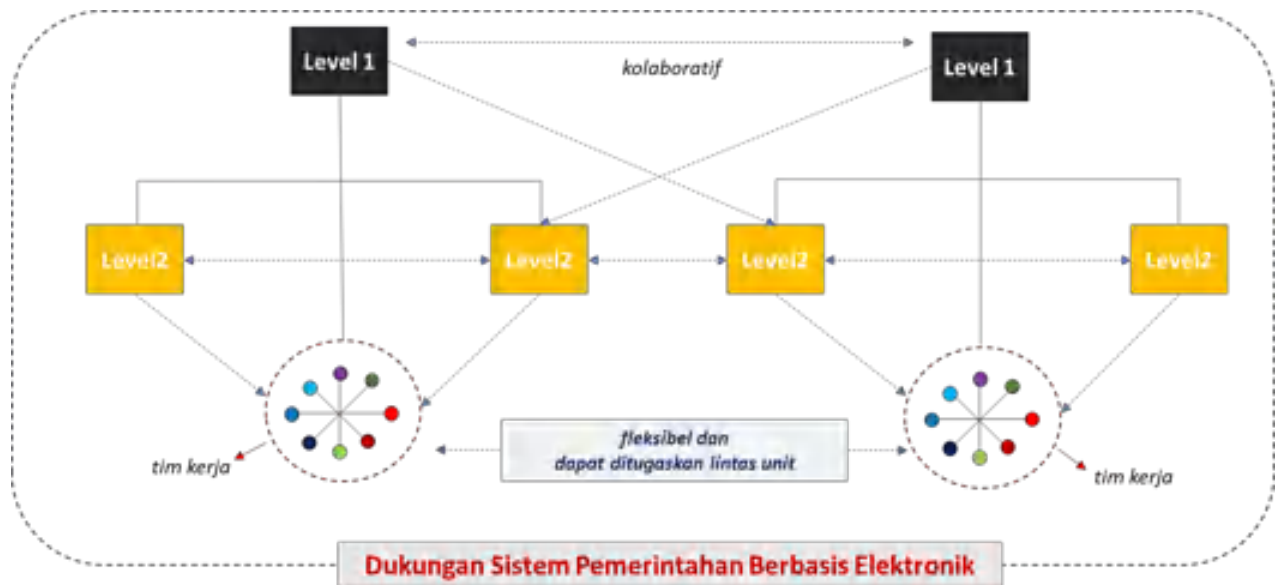 Level 1
Level 1
kolaboratif
Level2
Level2
Level2
Level2
fleksibel dan
dapat ditugaskan lintas unit
tim kerja
tim kerja
Dukungan Sistem Pemerintahan Berbasis Elektronik